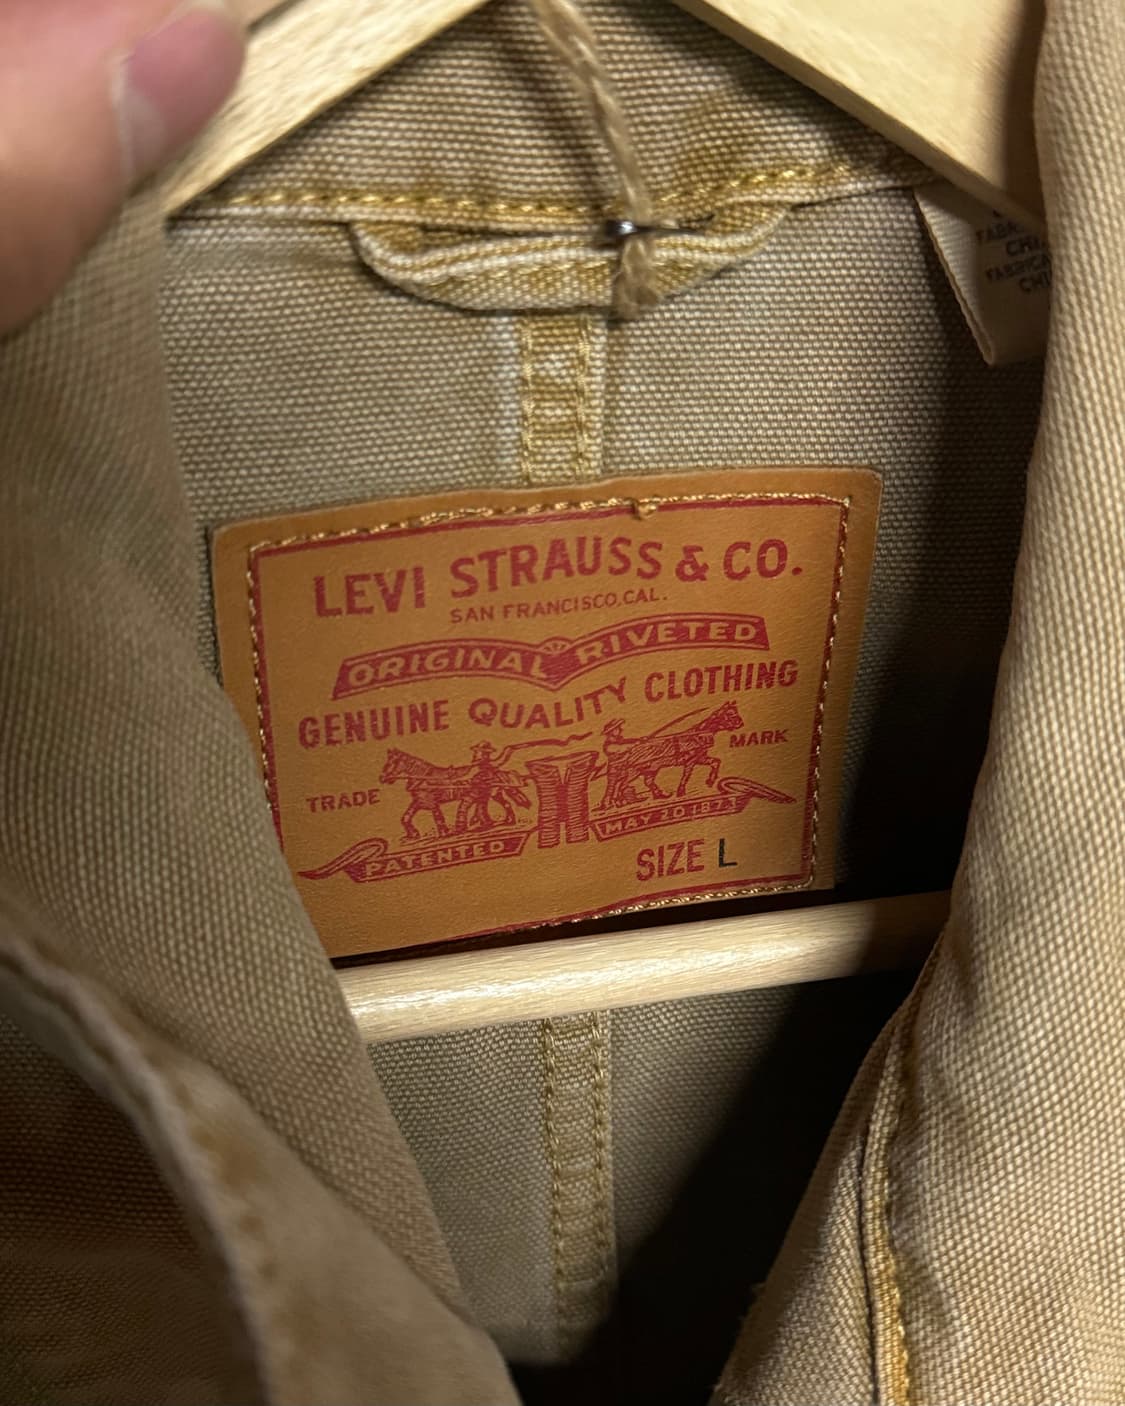 LEVI STRAUSS & CO.
SAN FRANCISCO, CAL.
ORIGINAL RIVETED
GENUINE QUALITY CLOTHING
TRADE MARK
PATENTED MAY 20 1873
SIZE L